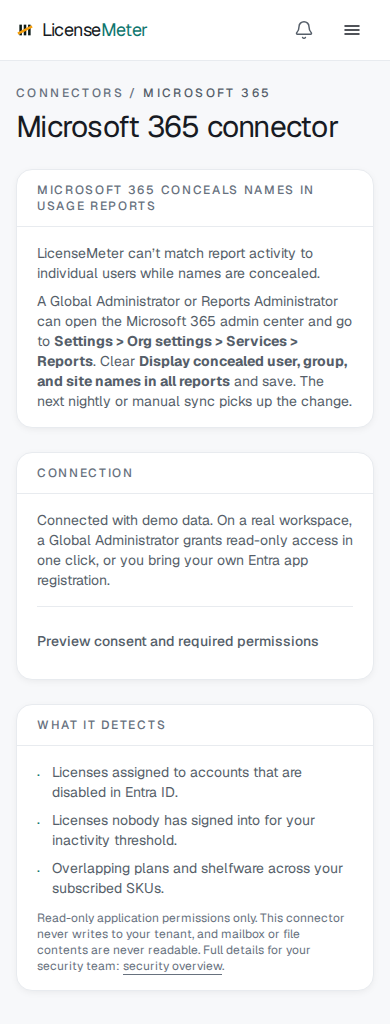 LicenseMeter
CONNECTORS / MICROSOFT 365
Microsoft 365 connector
MICROSOFT 365 CONCEALS NAMES IN
USAGE REPORTS
LicenseMeter can't match report activity to
individual users while names are concealed.
A Global Administrator or Reports Administrator
can open the Microsoft 365 admin center and go
to Settings > Org settings > Services >
Reports. Clear Display concealed user, group,
and site names in all reports and save. The
next nightly or manual sync picks up the change.
CONNECTION
Connected with demo data. On a real workspace,
a Global Administrator grants read-only access in
one click, or you bring your own Entra app
registration.
Preview consent and required permissions
WHAT IT DETECTS
· Licenses assigned to accounts that are
disabled in Entra ID.
· Licenses nobody has signed into for your
inactivity threshold.
· Overlapping plans and shelfware across your
subscribed SKUs.
Read-only application permissions only. This connector
never writes to your tenant, and mailbox or file
contents are never readable. Full details for your
security team: security overview.